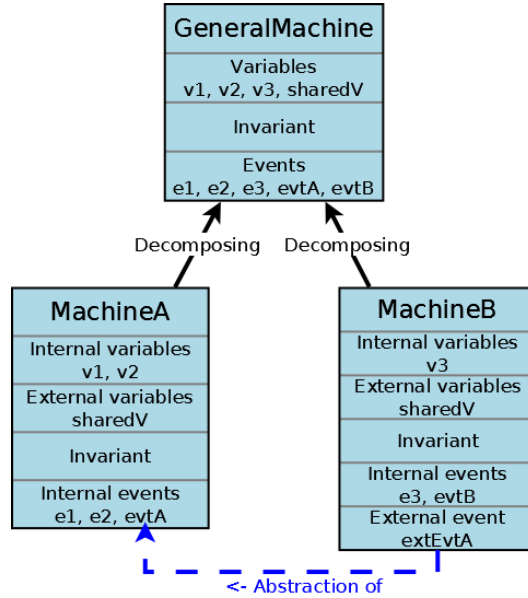 GeneralMachine
Variables
v1, v2, v3, sharedV
Invariant
Events
e1, e2, e3, evtA, evtB
Decomposing
Decomposing
MachineA
Internal variables
v1, v2
External variables
sharedV
Invariant
Internal events
e1, e2, evtA
MachineB
Internal variables
v3
External variables
sharedV
Invariant
Internal events
e3, evtB
External event
extEvtA
<- Abstraction of